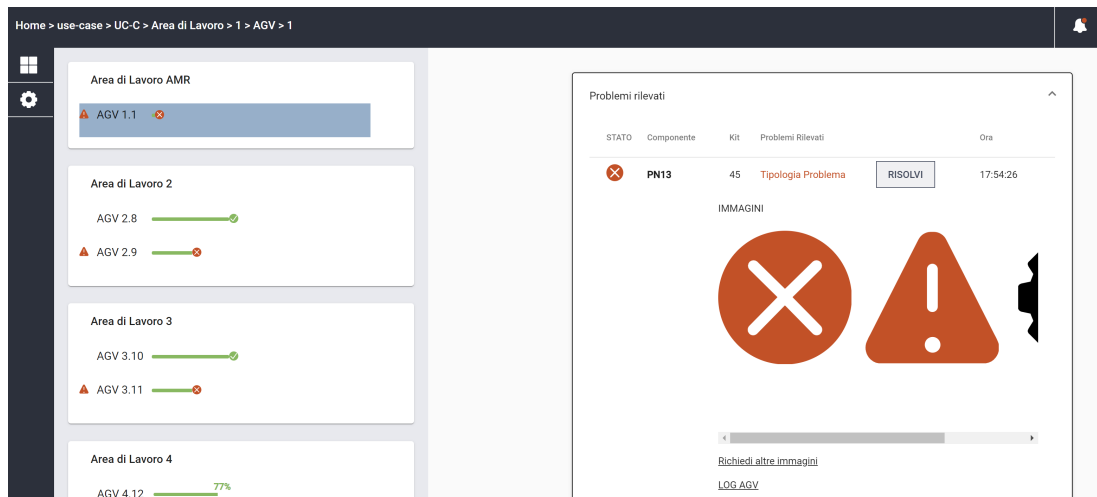 Home > use-case > UC-C > Area di Lavoro > 1 > AGV > 1
Area di Lavoro AMR
AGV 1.1
Area di Lavoro 2
AGV 2.8
AGV 2.9
Area di Lavoro 3
AGV 3.10
AGV 3.11
Area di Lavoro 4
AGV 4.12 77%
Problemi rilevati
STATO Componente Kit Problemi Rilevati Ora
PN13 45 Tipologia Problema RISOLVI 17:54:26
IMMAGINI
Richiedi altre immagini
LOG AGV